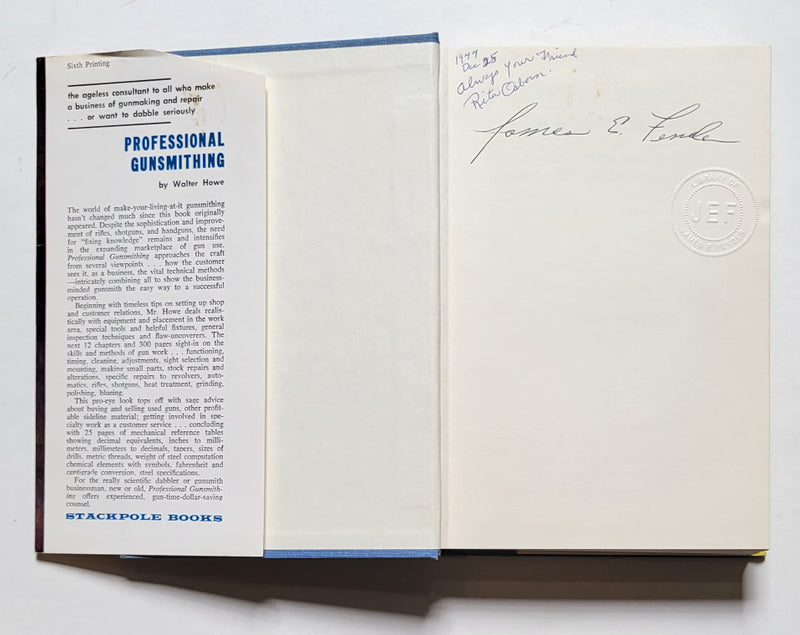 Sixth Printing
the ageless consultant to all who make
a business of gunmaking and repair
. . . or want to dabble seriously
PROFESSIONAL
GUNSMITHING
by Walter Howe
The world of make-your-living-at-it gunsmithing
hasn't changed much since this book originally
appeared. Despite the sophistication and improve-
ment of rifles, shotguns, and handguns, the need
for "fixing knowledge" remains and intensifies
in the expanding marketplace of gun use.
Professional Gunsmithing approaches the craft
from several viewpoints . . . how the customer
sees it, as a business, the vital technical methods
—intricately combining all to show the business-
minded gunsmith the easy way to a successful
operation.
Beginning with timeless tips on setting up shop
and customer relations, Mr. Howe deals realis-
tically with equipment and placement in the work
area, special tools and helpful fixtures, general
inspection techniques and flaw-uncoverers. The
next 12 chapters and 300 pages sight-in on the
skills and methods of gun work . . . functioning,
timing, cleaning, adjustments, sight selection and
mounting, making small parts, stock repairs and
alterations, specific repairs to revolvers, auto-
matics, rifles, shotguns, heat treatment, grinding,
polishing, blueing.
This pro-eye look tops off with sage advice
about buying and selling used guns, other profit-
able sideline material; getting involved in spe-
cialty work as a customer service . . . concluding
with 25 pages of mechanical reference tables
showing decimal equivalents, inches to milli-
meters, millimeters to decimals, tapers, sizes of
drills, metric threads, weight of steel computation
chemical elements with symbols, fahrenheit and
centigrade conversion, steel specifications.
For the really scientific dabbler or gunsmith
businessman, new or old, Professional Gunsmith-
ing offers experienced, gun-time-dollar-saving
counsel.
STACKPOLE BOOKS
1977
Dec 25
Always Your Friend
Rita Osborn.
James E. Fender
LIBRARY OF
JEF
JAMES E FENDER